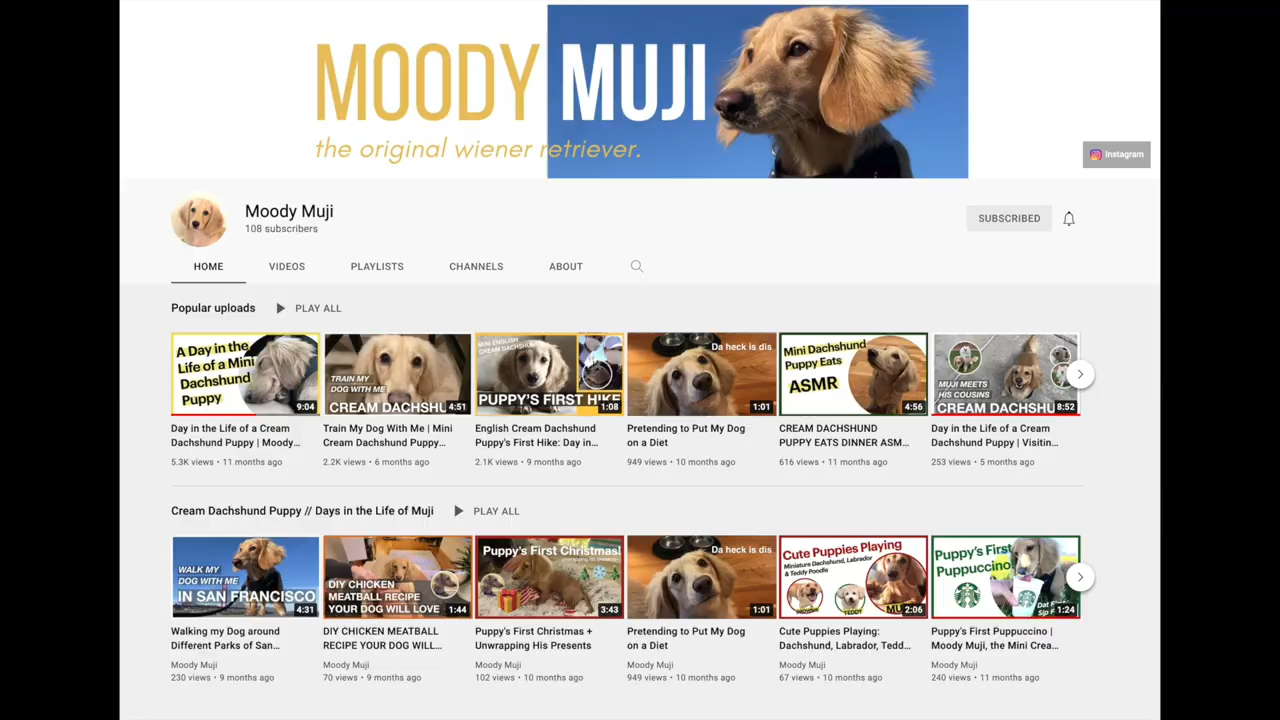 MOODY MUJI
the original wiener retriever.
Instagram
Moody Muji
108 subscribers
SUBSCRIBED
HOME VIDEOS PLAYLISTS CHANNELS ABOUT
Popular uploads PLAY ALL
A Day in the
Life of a Mini
Dachshund
Puppy
9:04
TRAIN MY
DOG WITH ME
CREAM DACHSHU
4:51
MINI ENGLISH
CREAM DACHSHUND
PUPPY'S FIRST HIKE
1:08
Da heck is dis
1:01
Mini Dachshund
Puppy Eats
ASMR
4:56
MUJI MEETS
HIS COUSINS
CREAM DACHSHU
8:52
Day in the Life of a Cream
Dachshund Puppy | Moody...
5.3K views • 11 months ago
Train My Dog With Me | Mini
Cream Dachshund Puppy...
2.2K views • 6 months ago
English Cream Dachshund
Puppy's First Hike: Day in...
2.1K views • 9 months ago
Pretending to Put My Dog
on a Diet
949 views • 10 months ago
CREAM DACHSHUND
PUPPY EATS DINNER ASM...
616 views • 11 months ago
Day in the Life of a Cream
Dachshund Puppy | Visitin...
253 views • 5 months ago
Cream Dachshund Puppy // Days in the Life of Muji PLAY ALL
WALK MY
DOG WITH ME
IN SAN FRANCISCO
4:31
DIY CHICKEN
MEATBALL RECIPE
YOUR DOG WILL LOVE
1:44
Puppy's First Christmas!
3:43
Da heck is dis
1:01
Cute Puppies Playing
Miniature Dachshund, Labrador
& Teddy Poodle
BROWNIE
TEDDY
MU
2:06
Puppy's First
Puppuccino
Dat F
Sip F
1:24
Walking my Dog around
Different Parks of San...
Moody Muji
230 views • 9 months ago
DIY CHICKEN MEATBALL
RECIPE YOUR DOG WILL...
Moody Muji
70 views • 9 months ago
Puppy's First Christmas +
Unwrapping His Presents
Moody Muji
102 views • 10 months ago
Pretending to Put My Dog
on a Diet
Moody Muji
949 views • 10 months ago
Cute Puppies Playing:
Dachshund, Labrador, Tedd...
Moody Muji
67 views • 10 months ago
Puppy's First Puppuccino |
Moody Muji, the Mini Crea...
Moody Muji
240 views • 11 months ago